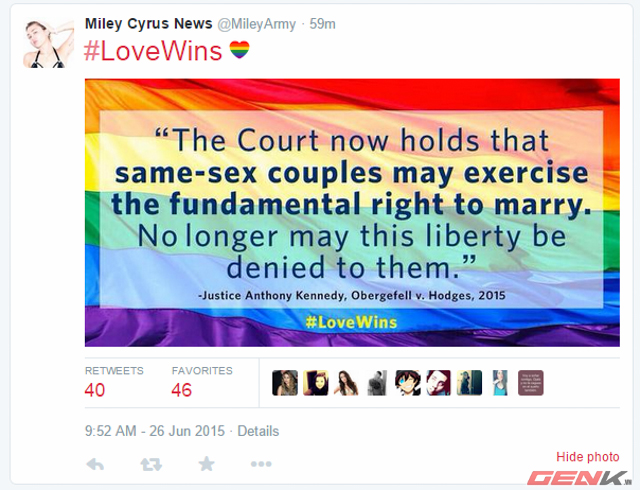 Miley Cyrus News @MileyArmy · 59m
#LoveWins
“The Court now holds that
same-sex couples may exercise
the fundamental right to marry.
No longer may this liberty be
denied to them.”
-Justice Anthony Kennedy, Obergefell v. Hodges, 2015
#LoveWins
RETWEETS FAVORITES
40 46
9:52 AM - 26 Jun 2015 · Details
Hide photo
GENK.vn